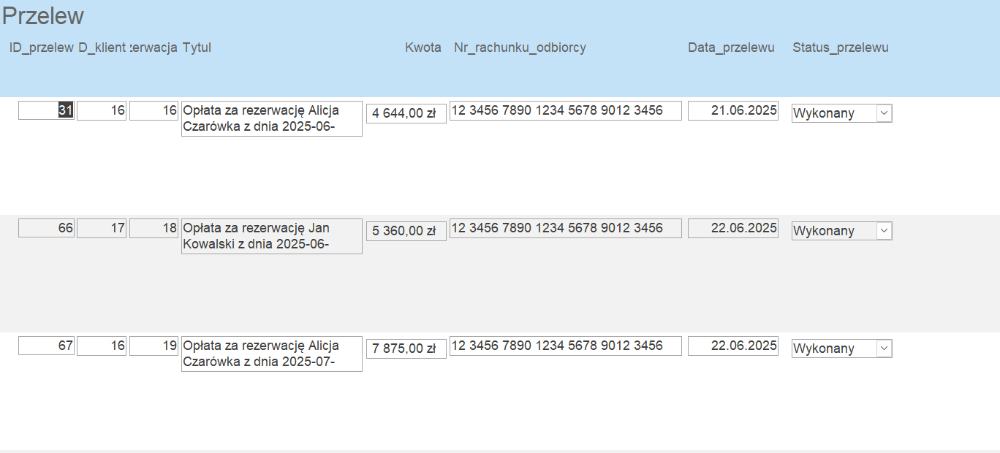 Przelew
ID_przelew D_klient zerwacja Tytul Kwota Nr_rachunku_odbiorcy Data_przelewu Status_przelewu
31 16 16 Opłata za rezerwację Alicja 4 644,00 zł 12 3456 7890 1234 5678 9012 3456 21.06.2025 Wykonany
Czarówka z dnia 2025-06-
66 17 18 Opłata za rezerwację Jan 5 360,00 zł 12 3456 7890 1234 5678 9012 3456 22.06.2025 Wykonany
Kowalski z dnia 2025-06-
67 16 19 Opłata za rezerwację Alicja 7 875,00 zł 12 3456 7890 1234 5678 9012 3456 22.06.2025 Wykonany
Czarówka z dnia 2025-07-